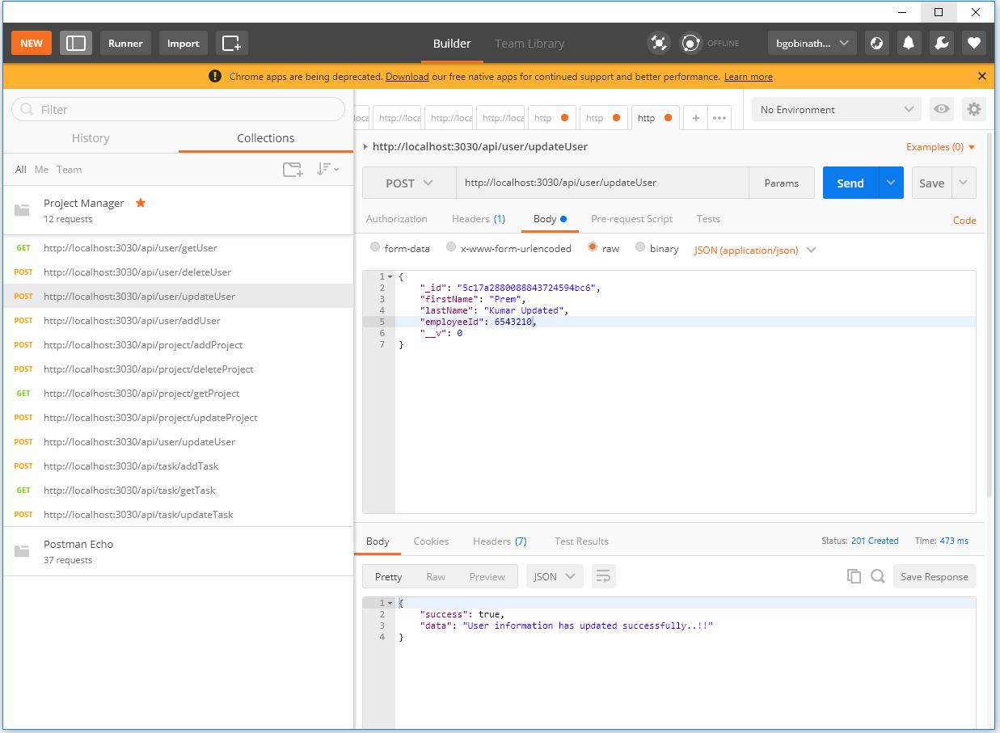 NEW Runner Import Builder Team Library OFFLINE bgobinath...
Chrome apps are being deprecated. Download our free native apps for continued support and better performance. Learn more
Filter
History Collections
All Me Team
Project Manager
12 requests
GET http://localhost:3030/api/user/getUser
POST http://localhost:3030/api/user/deleteUser
POST http://localhost:3030/api/user/updateUser
POST http://localhost:3030/api/user/addUser
POST http://localhost:3030/api/project/addProject
POST http://localhost:3030/api/project/deleteProject
GET http://localhost:3030/api/project/getProject
POST http://localhost:3030/api/project/updateProject
POST http://localhost:3030/api/user/updateUser
POST http://localhost:3030/api/task/addTask
GET http://localhost:3030/api/task/getTask
POST http://localhost:3030/api/task/updateTask
Postman Echo
37 requests
loca http://loca http://loca http://loca http http http + •••
No Environment
http://localhost:3030/api/user/updateUser
Examples (0)
POST http://localhost:3030/api/user/updateUser Params Send Save
Authorization Headers (1) Body Pre-request Script Tests Code
form-data x-www-form-urlencoded raw binary JSON (application/json)
1 {
2 "_id": "5c17a2880088843724594bc6",
3 "firstName": "Prem",
4 "lastName": "Kumar Updated",
5 "employeeId": 6543210,
6 "__v": 0
7 }
Body Cookies Headers (7) Test Results Status: 201 Created Time: 473 ms
Pretty Raw Preview JSON Save Response
1 {
2 "success": true,
3 "data": "User information has updated successfully..!!"
4 }